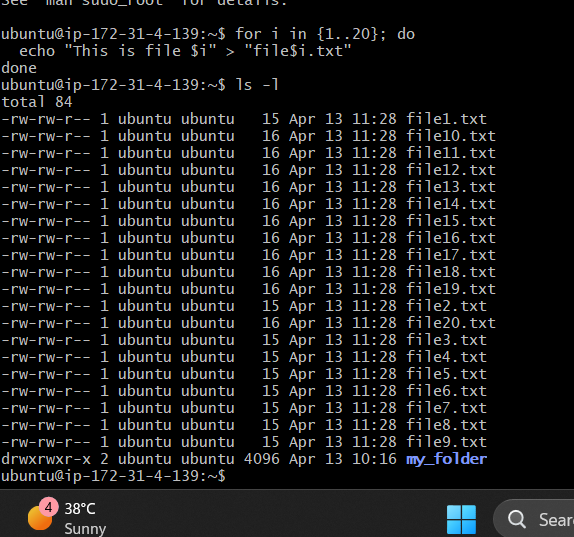 See "man sudo_root" for details.
ubuntu@ip-172-31-4-139:~$ for i in {1..20}; do
  echo "This is file $i" > "file$i.txt"
done
ubuntu@ip-172-31-4-139:~$ ls -l
total 84
-rw-rw-r-- 1 ubuntu ubuntu   15 Apr 13 11:28 file1.txt
-rw-rw-r-- 1 ubuntu ubuntu   16 Apr 13 11:28 file10.txt
-rw-rw-r-- 1 ubuntu ubuntu   16 Apr 13 11:28 file11.txt
-rw-rw-r-- 1 ubuntu ubuntu   16 Apr 13 11:28 file12.txt
-rw-rw-r-- 1 ubuntu ubuntu   16 Apr 13 11:28 file13.txt
-rw-rw-r-- 1 ubuntu ubuntu   16 Apr 13 11:28 file14.txt
-rw-rw-r-- 1 ubuntu ubuntu   16 Apr 13 11:28 file15.txt
-rw-rw-r-- 1 ubuntu ubuntu   16 Apr 13 11:28 file16.txt
-rw-rw-r-- 1 ubuntu ubuntu   16 Apr 13 11:28 file17.txt
-rw-rw-r-- 1 ubuntu ubuntu   16 Apr 13 11:28 file18.txt
-rw-rw-r-- 1 ubuntu ubuntu   16 Apr 13 11:28 file19.txt
-rw-rw-r-- 1 ubuntu ubuntu   15 Apr 13 11:28 file2.txt
-rw-rw-r-- 1 ubuntu ubuntu   16 Apr 13 11:28 file20.txt
-rw-rw-r-- 1 ubuntu ubuntu   15 Apr 13 11:28 file3.txt
-rw-rw-r-- 1 ubuntu ubuntu   15 Apr 13 11:28 file4.txt
-rw-rw-r-- 1 ubuntu ubuntu   15 Apr 13 11:28 file5.txt
-rw-rw-r-- 1 ubuntu ubuntu   15 Apr 13 11:28 file6.txt
-rw-rw-r-- 1 ubuntu ubuntu   15 Apr 13 11:28 file7.txt
-rw-rw-r-- 1 ubuntu ubuntu   15 Apr 13 11:28 file8.txt
-rw-rw-r-- 1 ubuntu ubuntu   15 Apr 13 11:28 file9.txt
drwxrwxr-x 2 ubuntu ubuntu 4096 Apr 13 10:16 my_folder
ubuntu@ip-172-31-4-139:~$
4
38°C
Sunny
Sear